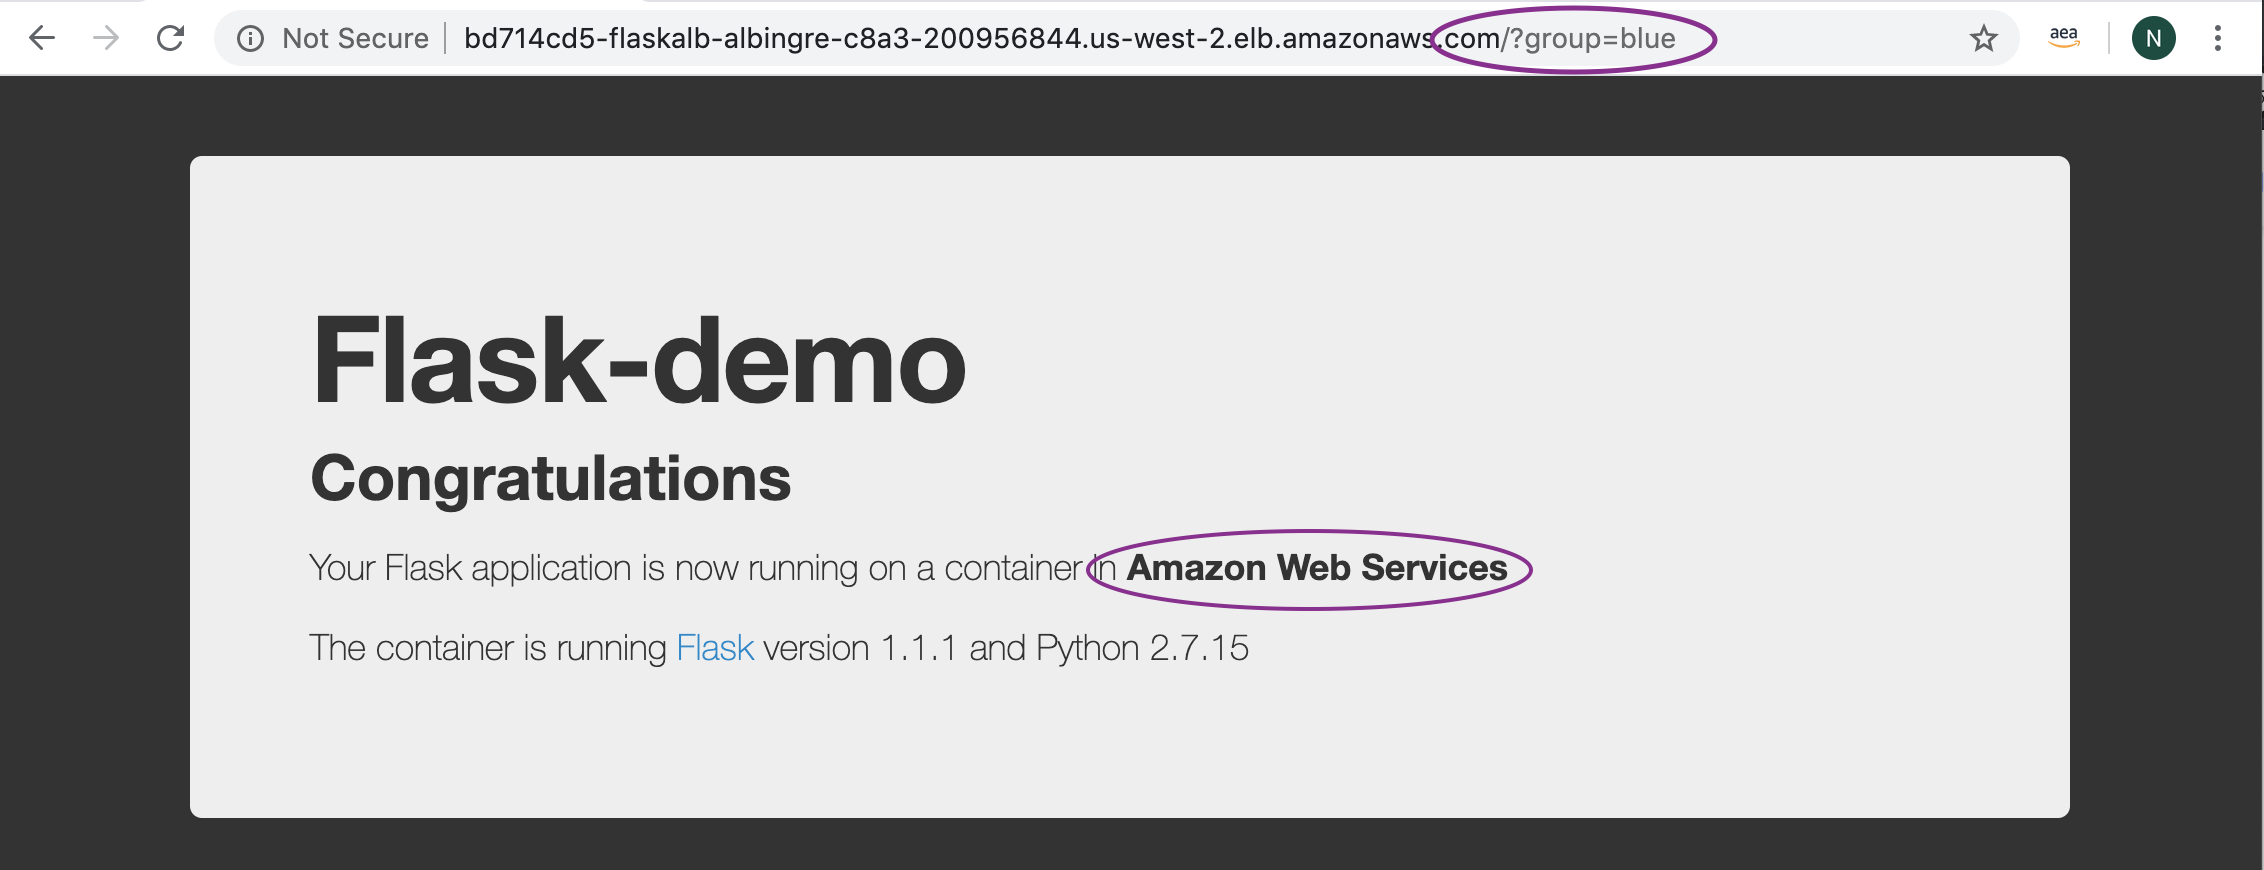 Not Secure bd714cd5-flaskalb-albingre-c8a3-200956844.us-west-2.elb.amazonaws.com/?group=blue aea N
Flask-demo
Congratulations
Your Flask application is now running on a container in Amazon Web Services
The container is running Flask version 1.1.1 and Python 2.7.15